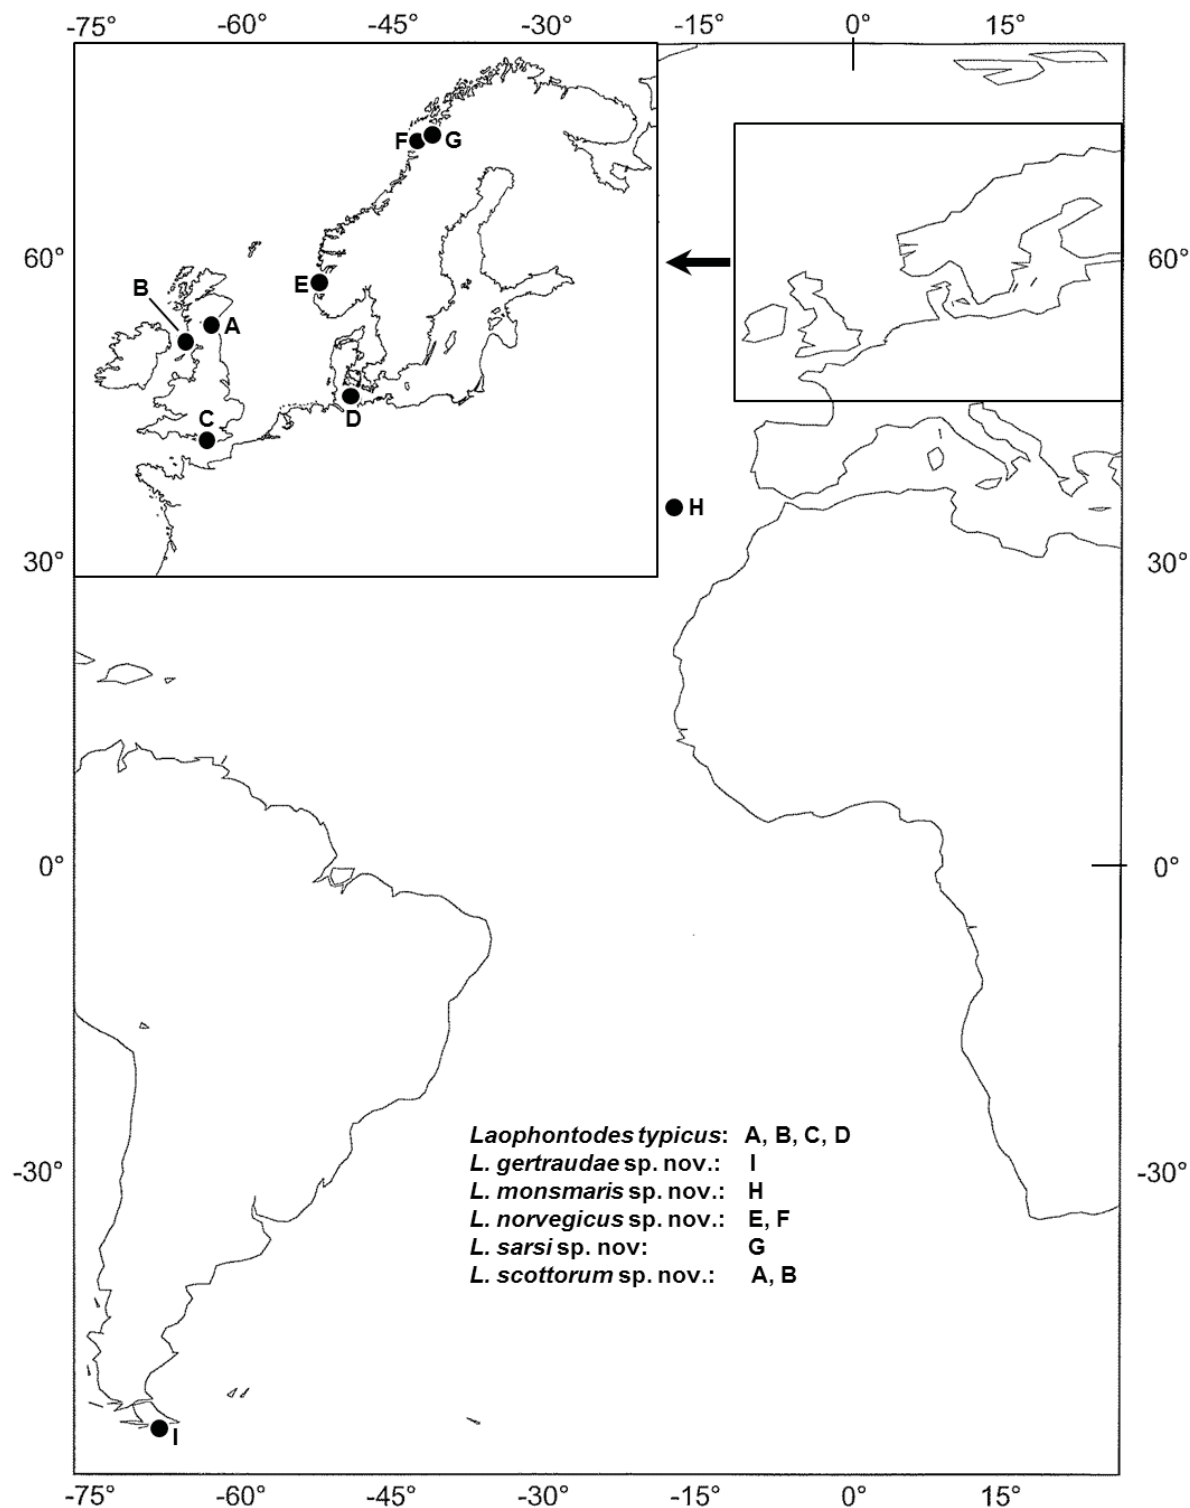 -75° -60° -45° -30° -15° 0° 15°
F G
60° 60°
E
B
A
C
D
H
30° 30°
0° 0°
Laophontodes typicus: A, B, C, D
L. gertraudae sp. nov.: I
-30° -30°
L. monsmaris sp. nov.: H
L. norvegicus sp. nov.: E, F
L. sarsi sp. nov: G
L. scottorum sp. nov.: A, B
I
-75° -60° -45° -30° -15° 0° 15°